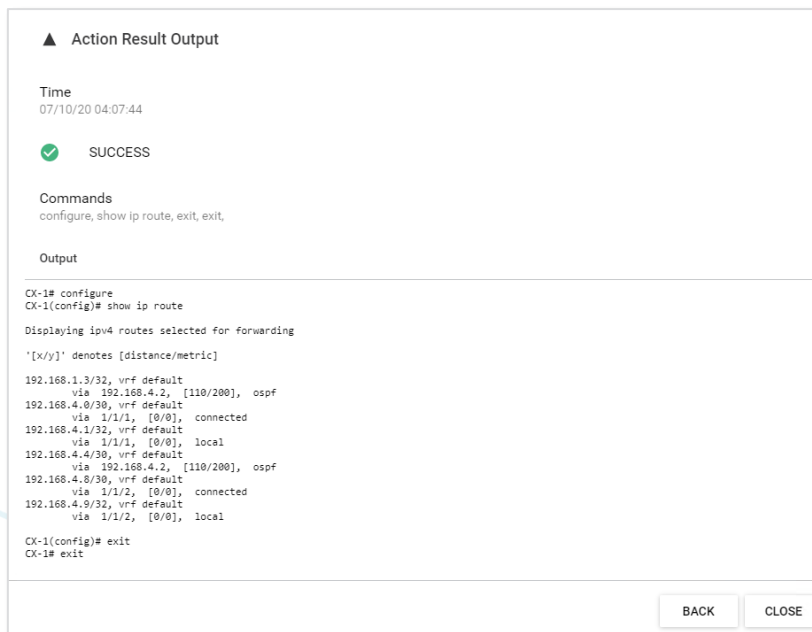 Action Result Output
Time
07/10/20 04:07:44
SUCCESS
Commands
configure, show ip route, exit, exit,
Output
CX-1# configure
CX-1(config)# show ip route
Displaying ipv4 routes selected for forwarding
'[x/y]' denotes [distance/metric]
192.168.1.3/32, vrf default
via 192.168.4.2, [110/200], ospf
192.168.4.0/30, vrf default
via 1/1/1, [0/0], connected
192.168.4.1/32, vrf default
via 1/1/1, [0/0], local
192.168.4.4/30, vrf default
via 192.168.4.2, [110/200], ospf
192.168.4.8/30, vrf default
via 1/1/2, [0/0], connected
192.168.4.9/32, vrf default
via 1/1/2, [0/0], local
CX-1(config)# exit
CX-1# exit
BACK CLOSE